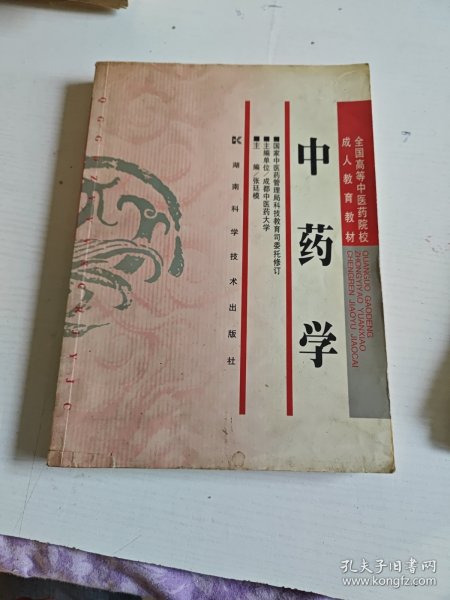 全国高等中医药院校
成人教育教材
QUANGUO GAODENG
ZHONGYIYAO YUANXIAO
CHENGREN JIAOYU JIAOCAI
中药学
■国家中医药管理局科技教育司委托修订
■主编单位/成都中医药大学
■主 编/张廷模
湖南科学技术出版社
孔夫子旧书网
www.kongfz.com